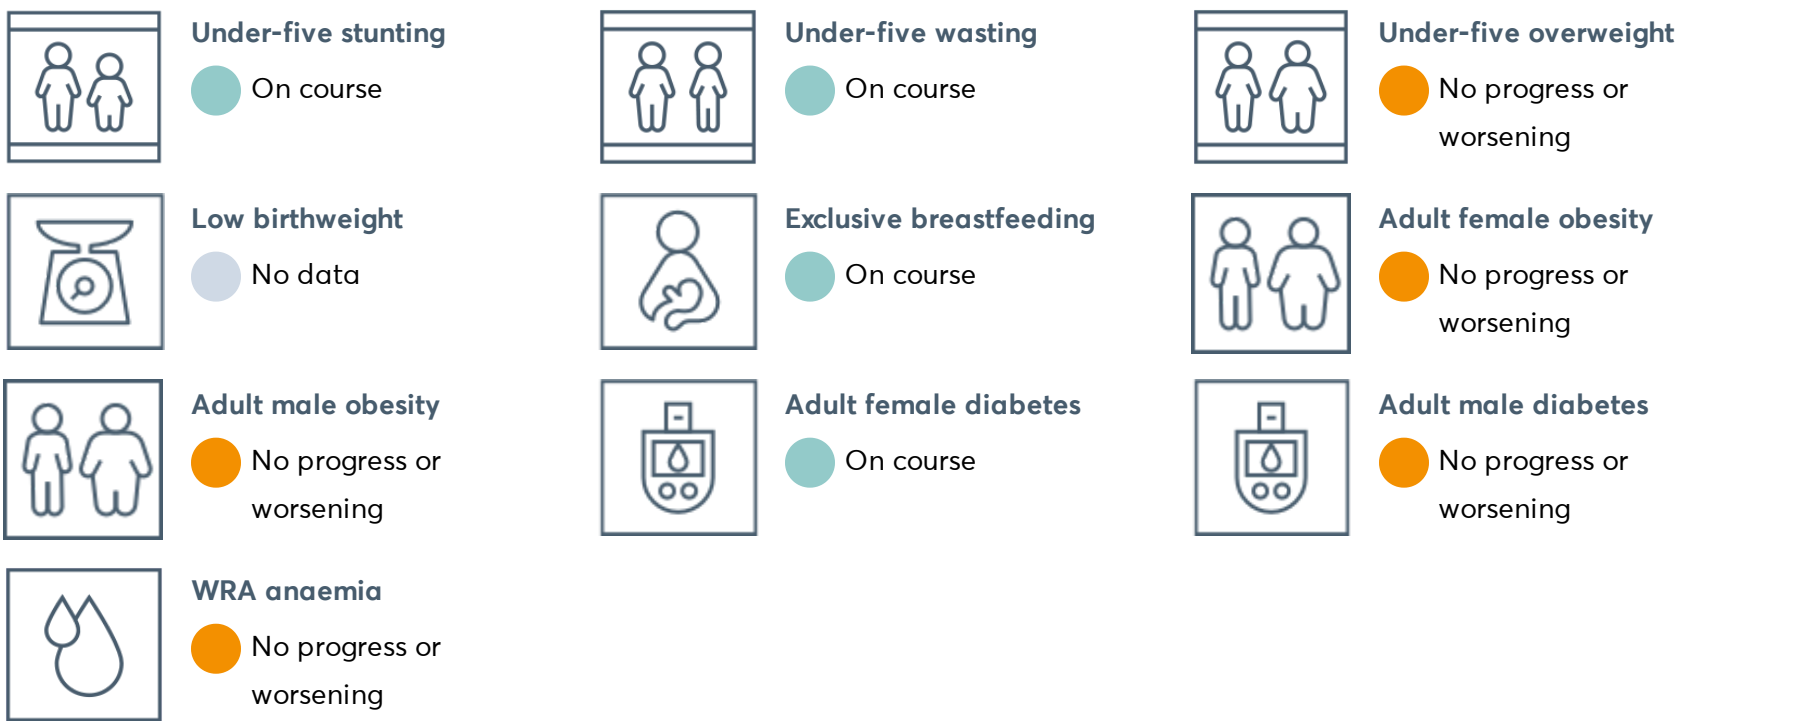 Under-five stunting
On course
Under-five wasting
On course
Under-five overweight
No progress or
worsening
Low birthweight
No data
Exclusive breastfeeding
On course
Adult female obesity
No progress or
worsening
Adult male obesity
No progress or
worsening
Adult female diabetes
On course
Adult male diabetes
No progress or
worsening
WRA anaemia
No progress or
worsening